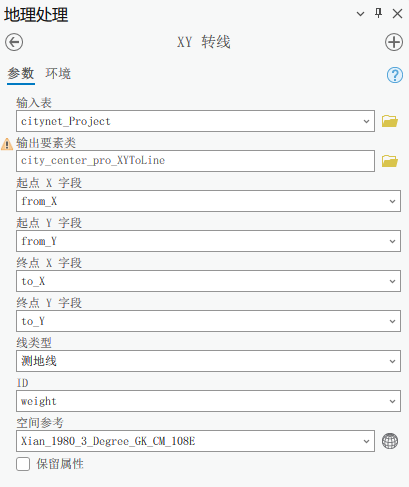 地理处理
XY 转线
参数 环境
输入表
citynet_Project
输出要素类
city_center_pro_XYToLine
起点 X 字段
from_X
起点 Y 字段
from_Y
终点 X 字段
to_X
终点 Y 字段
to_Y
线类型
测地线
ID
weight
空间参考
Xian_1980_3_Degree_GK_CM_108E
保留属性